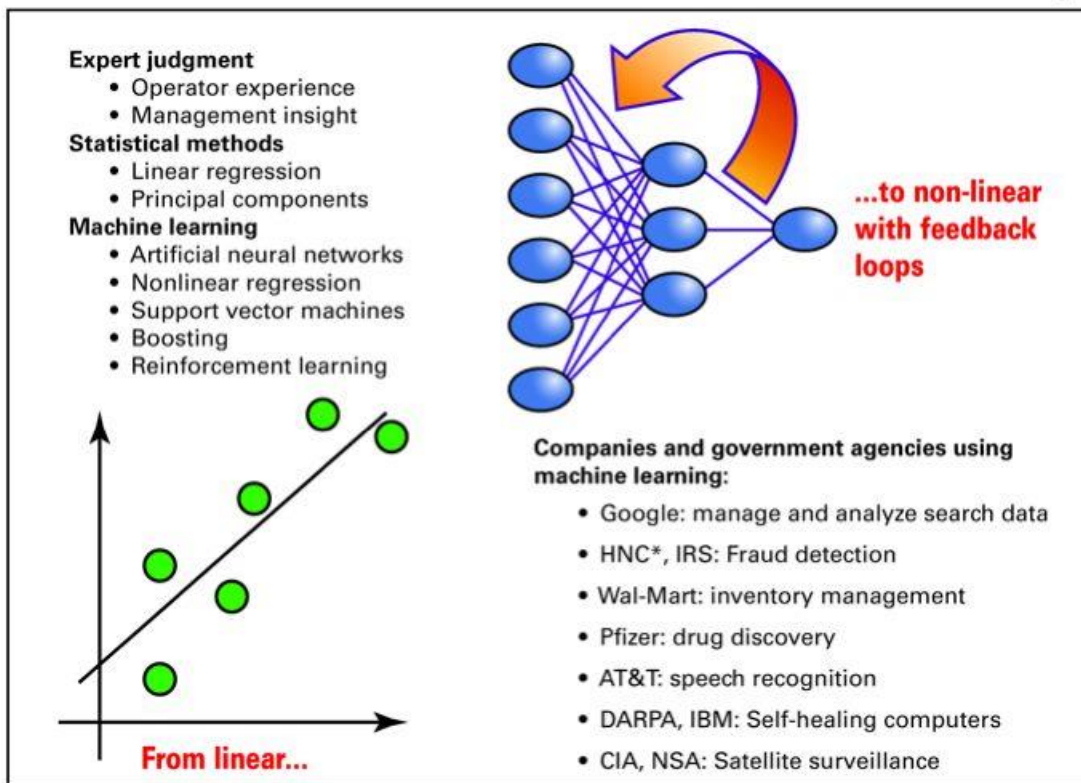 Expert judgment
• Operator experience
• Management insight
Statistical methods
• Linear regression
• Principal components
Machine learning
• Artificial neural networks
• Nonlinear regression
• Support vector machines
• Boosting
• Reinforcement learning
...to non-linear
with feedback
loops
From linear...
Companies and government agencies using
machine learning:
• Google: manage and analyze search data
• HNC*, IRS: Fraud detection
• Wal-Mart: inventory management
• Pfizer: drug discovery
• AT&T: speech recognition
• DARPA, IBM: Self-healing computers
• CIA, NSA: Satellite surveillance